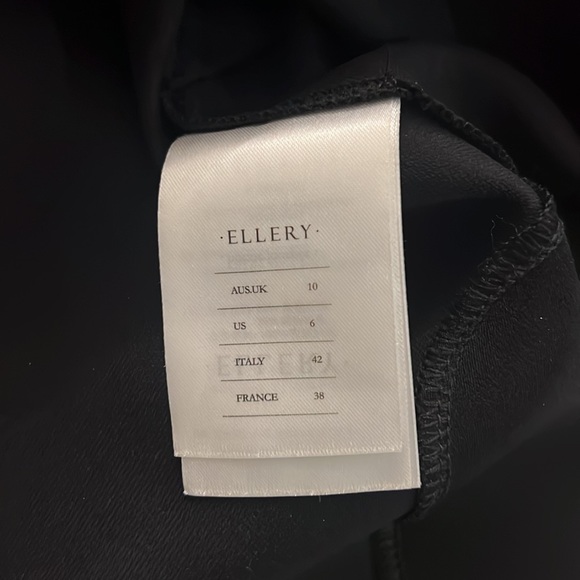 ·ELLERY·
AUS.UK 10
US 6
ITALY 42
FRANCE 38